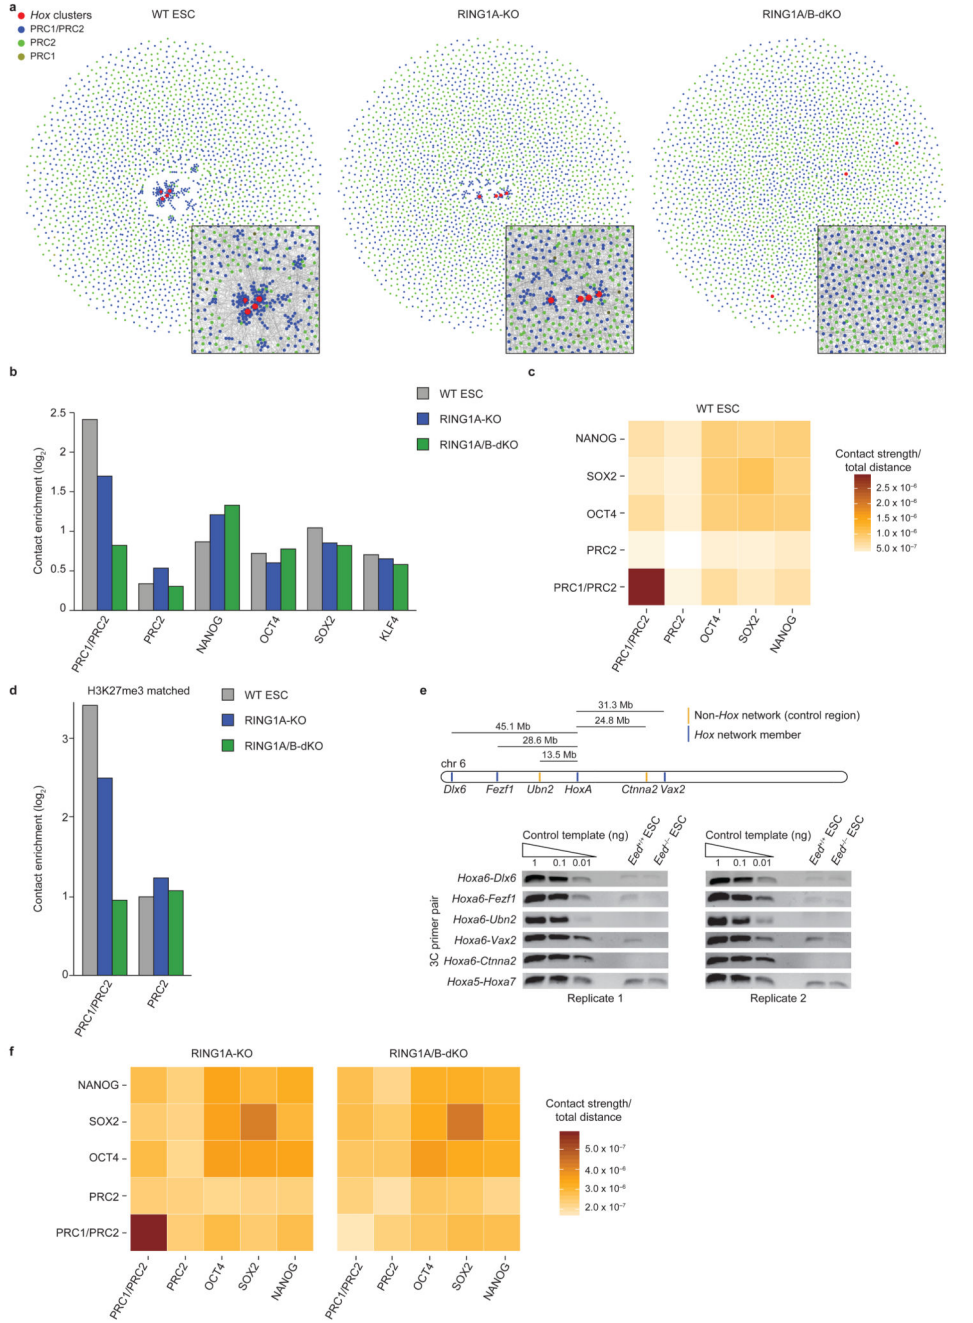 a
Hox clusters
PRC1/PRC2
PRC2
PRC1
WT ESC
RING1A-KO
RING1A/B-dKO
b
Contact enrichment (log2)
2.5
2
1.5
1
0.5
0
PRC1/PRC2
PRC2
NANOG
OCT4
SOX2
KLF4
WT ESC
RING1A-KO
RING1A/B-dKO
c
WT ESC
NANOG
SOX2
OCT4
PRC2
PRC1/PRC2
PRC1/PRC2
PRC2
OCT4
SOX2
NANOG
Contact strength/
total distance
2.5 x 10⁻⁶
2.0 x 10⁻⁶
1.5 x 10⁻⁶
1.0 x 10⁻⁶
5.0 x 10⁻⁷
d
H3K27me3 matched
Contact enrichment (log2)
3
2
1
0
PRC1/PRC2
PRC2
WT ESC
RING1A-KO
RING1A/B-dKO
e
31.3 Mb
24.8 Mb
45.1 Mb
28.6 Mb
13.5 Mb
Non-Hox network (control region)
Hox network member
chr 6
Dlx6 Fezf1 Ubn2 HoxA Ctnna2 Vax2
Control template (ng)
1 0.1 0.01
Eed+/+ ESC
Eed-/- ESC
Control template (ng)
1 0.1 0.01
Eed+/+ ESC
Eed-/- ESC
3C primer pair
Hoxa6-Dlx6
Hoxa6-Fezf1
Hoxa6-Ubn2
Hoxa6-Vax2
Hoxa6-Ctnna2
Hoxa5-Hoxa7
Replicate 1
Replicate 2
f
RING1A-KO
RING1A/B-dKO
NANOG
SOX2
OCT4
PRC2
PRC1/PRC2
PRC1/PRC2
PRC2
OCT4
SOX2
NANOG
PRC1/PRC2
PRC2
OCT4
SOX2
NANOG
Contact strength/
total distance
5.0 x 10⁻⁷
4.0 x 10⁻⁶
3.0 x 10⁻⁶
2.0 x 10⁻⁷